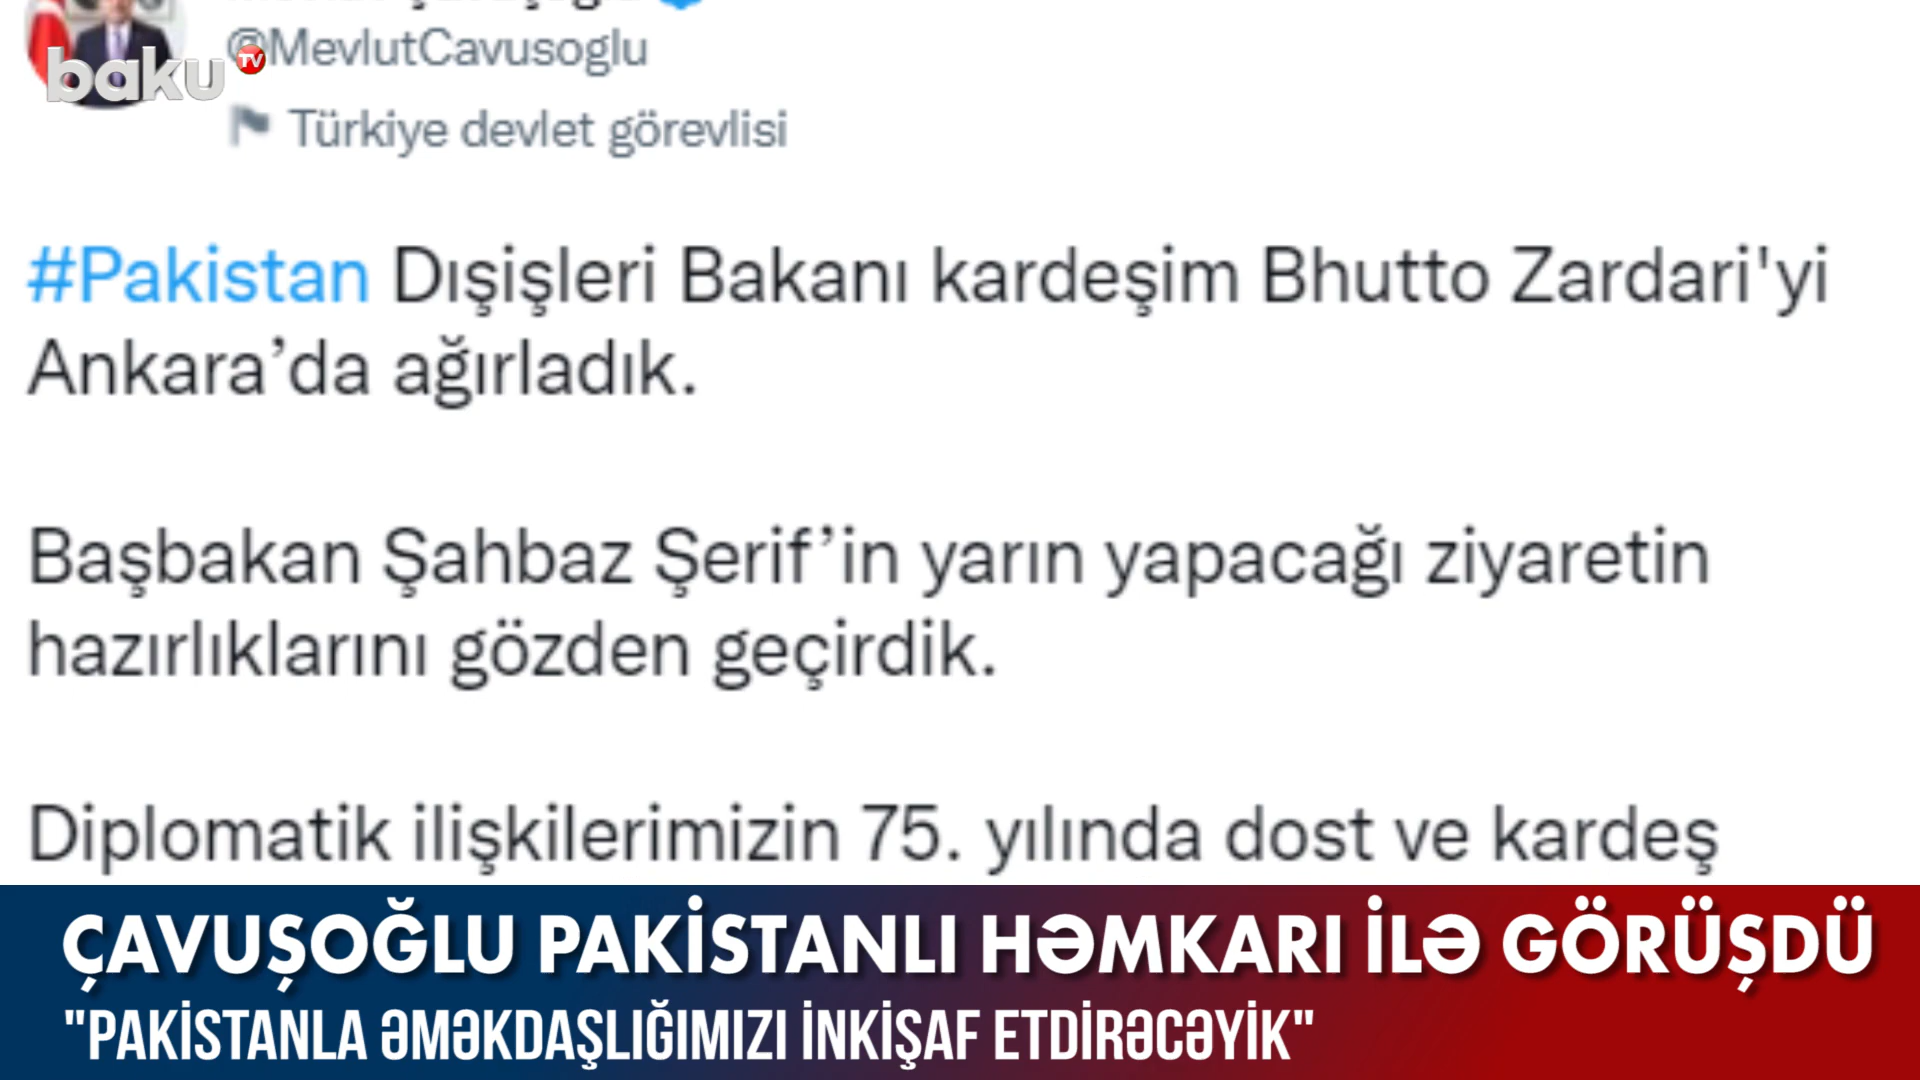 baku TV
@MevlutCavusoglu
Türkiye devlet görevlisi
#Pakistan Dışişleri Bakanı kardeşim Bhutto Zardari'yi
Ankara’da ağırladık.
Başbakan Şahbaz Şerif’in yarın yapacağı ziyaretin
hazırlıklarını gözden geçirdik.
Diplomatik ilişkilerimizin 75. yılında dost ve kardeş
ÇAVUŞOĞLU PAKİSTANLI HƏMKARI İLƏ GÖRÜŞDÜ
"PAKİSTANLA ƏMƏKDAŞLIĞIMIZI İNKİŞAF ETDİRƏCƏYİK"